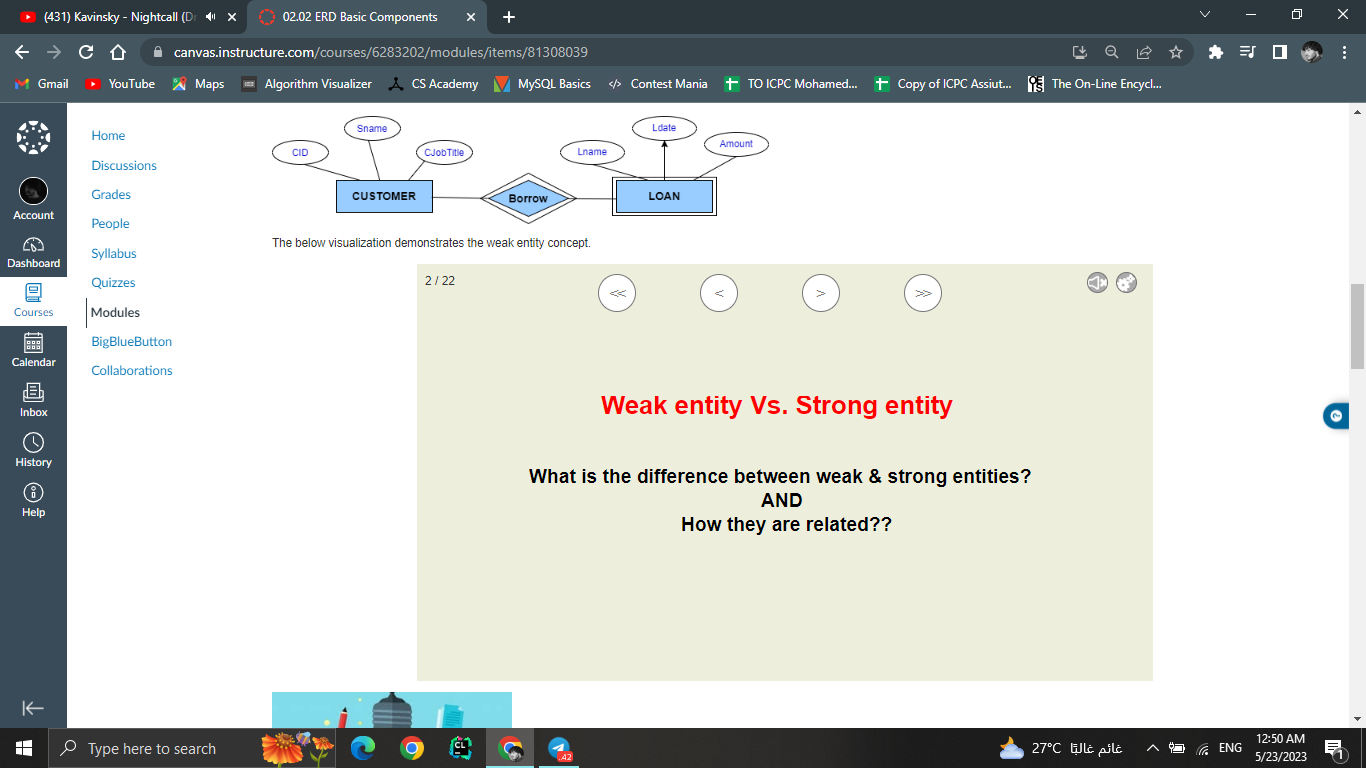 (431) Kavinsky - Nightcall (Dr
02.02 ERD Basic Components
canvas.instructure.com/courses/6283202/modules/items/81308039
Gmail
YouTube
Maps
Algorithm Visualizer
CS Academy
MySQL Basics
Contest Mania
TO ICPC Mohamed...
Copy of ICPC Assiut...
The On-Line Encycl...
Account
Dashboard
Courses
Calendar
Inbox
History
Help
Home
Discussions
Grades
People
Syllabus
Quizzes
Modules
BigBlueButton
Collaborations
Sname
Ldate
CID
CJobTitle
Lname
Amount
CUSTOMER
Borrow
LOAN
The below visualization demonstrates the weak entity concept.
2 / 22
<<
<
>
>>
Weak entity Vs. Strong entity
What is the difference between weak & strong entities?
AND
How they are related??
Type here to search
CL
.42
27°C غائم غالبًا
ENG
12:50 AM
5/23/2023
1